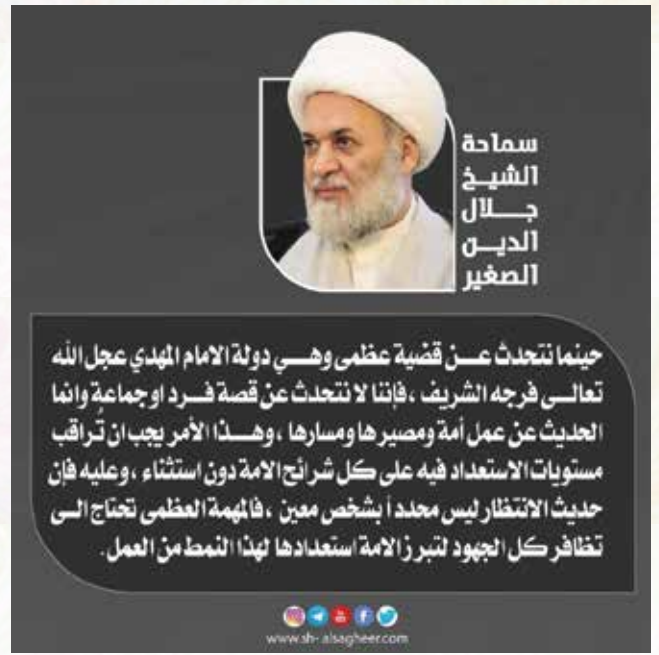 سماحة
الشيخ
جلال
الدين
الصغير
حينما نتحدث عن قضية عظمى وهي دولة الامام المهدي عجل الله
تعالى فرجه الشريف ، فإننا لا نتحدث عن قصة فرد او جماعة وانما
الحديث عن عمل أمة ومصيرها ومسارها ، وهذا الأمر يجب ان تُراقب
مستويات الاستعداد فيه على كل شرائح الامة دون استثناء ، وعليه فإن
حديث الانتظار ليس محدداً بشخص معين ، فالمهمة العظمى تحتاج الى
تظافر كل الجهود لتبرز الامة استعدادها لهذا النمط من العمل.
www.sh-alsagheer.com